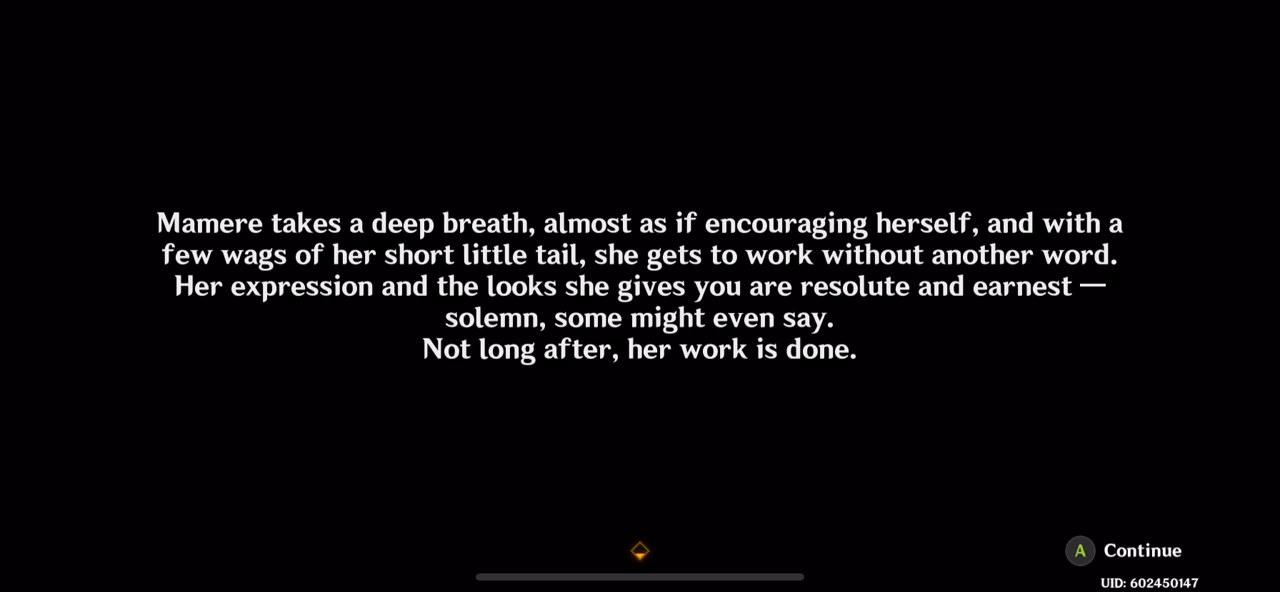 Mamere takes a deep breath, almost as if encouraging herself, and with a
few wags of her short little tail, she gets to work without another word.
Her expression and the looks she gives you are resolute and earnest —
solemn, some might even say.
Not long after, her work is done.
A Continue
UID: 602450147